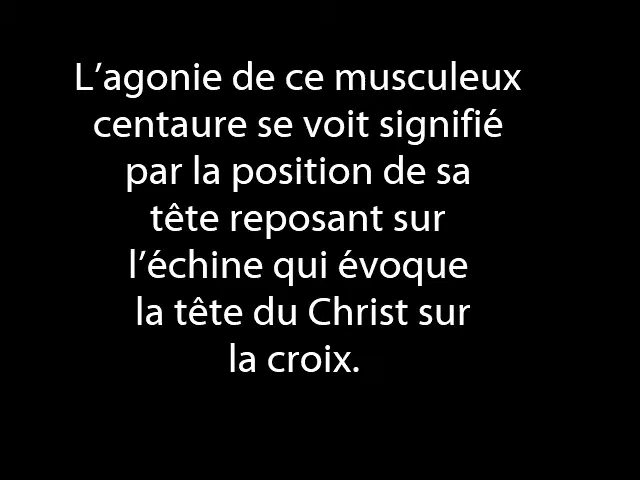 L’agonie de ce musculeux
centaure se voit signifié
par la position de sa
tête reposant sur
l’échine qui évoque
la tête du Christ sur
la croix.